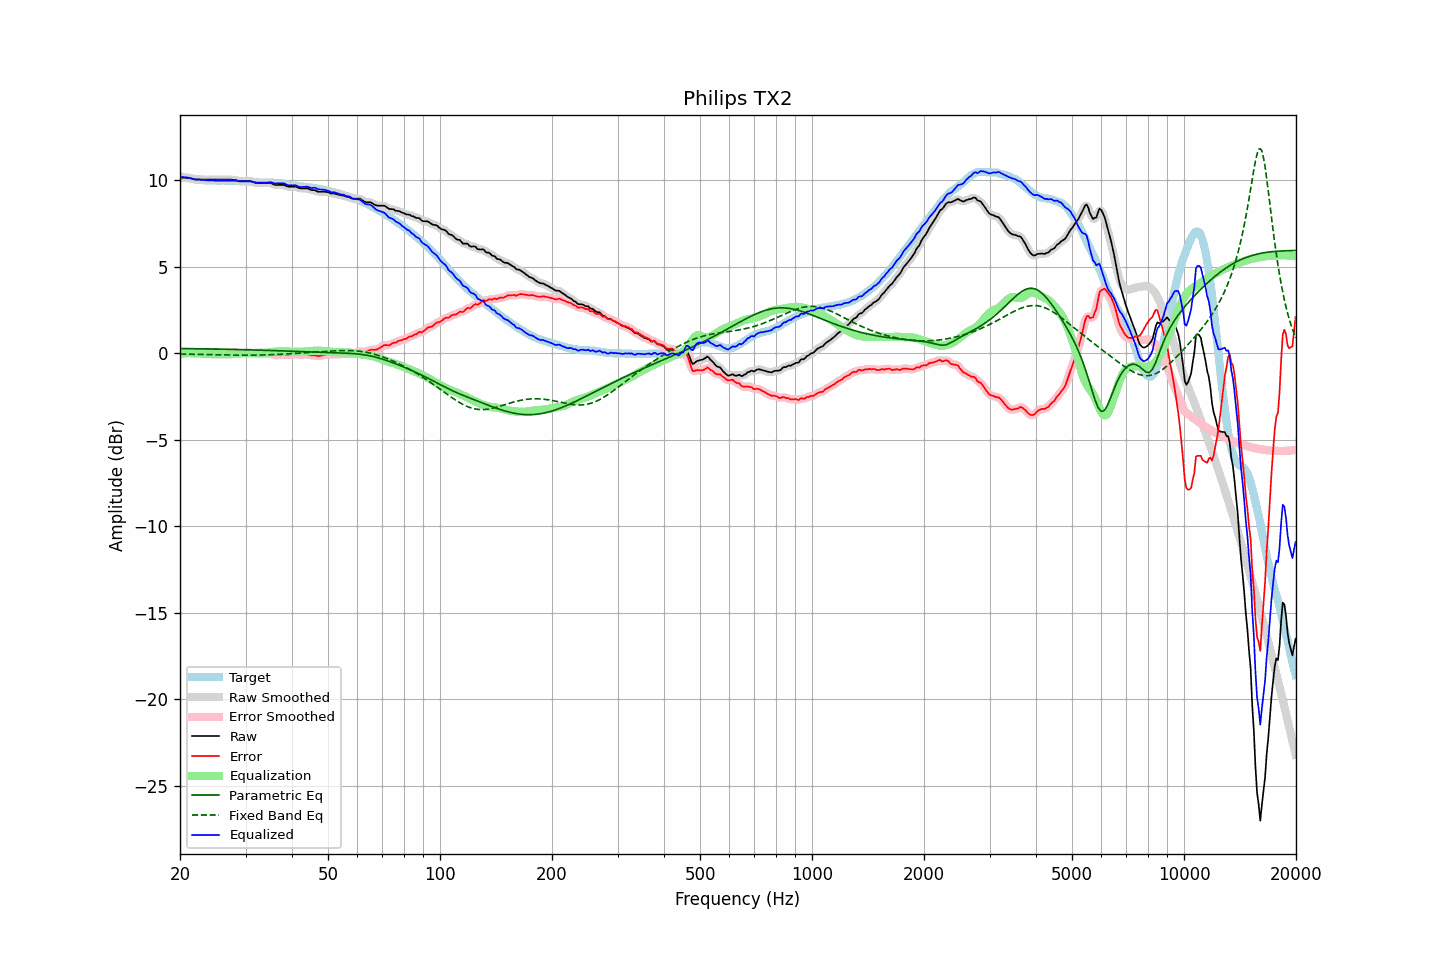 Philips TX2
Amplitude (dBr)
10
5
0
−5
−10
−15
−20
−25
Target
Raw Smoothed
Error Smoothed
Raw
Error
Equalization
Parametric Eq
Fixed Band Eq
Equalized
20 50 100 200 500 1000 2000 5000 10000 20000
Frequency (Hz)